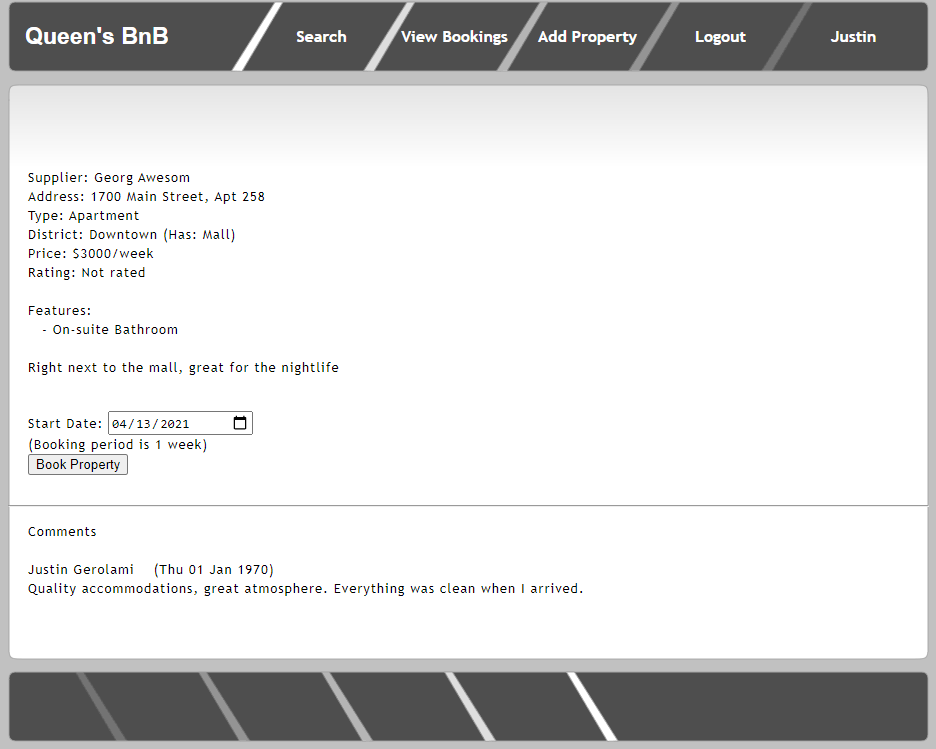 Queen's BnB
Search
View Bookings
Add Property
Logout
Justin
Supplier: Georg Awesom
Address: 1700 Main Street, Apt 258
Type: Apartment
District: Downtown (Has: Mall)
Price: $3000/week
Rating: Not rated
Features:
- On-suite Bathroom
Right next to the mall, great for the nightlife
Start Date: 04/13/2021
(Booking period is 1 week)
Book Property
Comments
Justin Gerolami (Thu 01 Jan 1970)
Quality accommodations, great atmosphere. Everything was clean when I arrived.